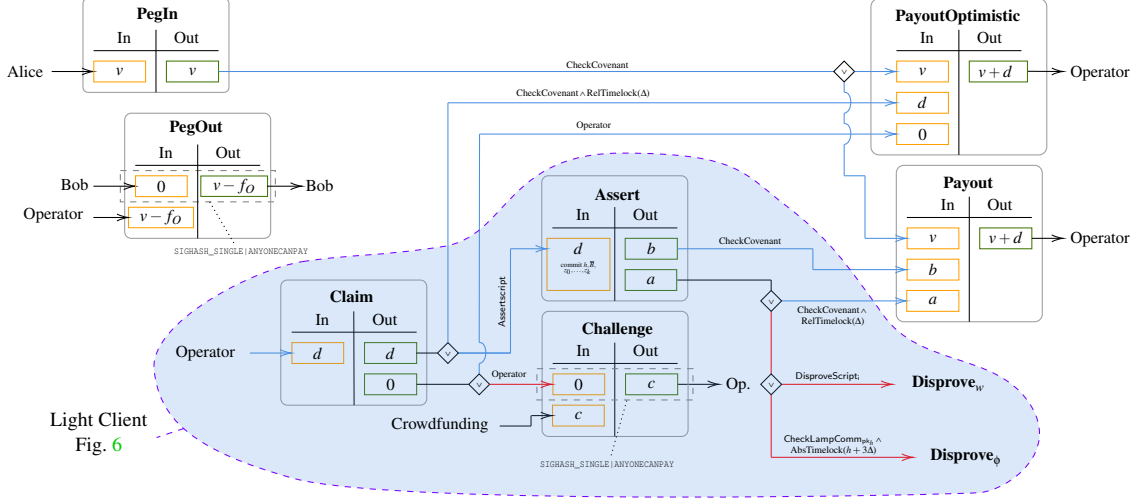 PegIn
In Out
Alice
v
v
CheckCovenant
PayoutOptimistic
In Out
v
v + d
Operator
d
0
CheckCovenant ∧ RelTimelock(Δ)
Operator
PegOut
In Out
Bob
0
v − f_O
Bob
Operator
v − f_O
SIGHASH_SINGLE|ANYONECANPAY
Assert
In Out
d
b
a
CheckCovenant
Assertscript
Payout
In Out
v
v + d
Operator
b
a
CheckCovenant ∧
RelTimelock(Δ)
Claim
In Out
Operator
d
d
0
Operator
Challenge
In Out
0
c
Op.
Crowdfunding
c
SIGHASH_SINGLE|ANYONECANPAY
DisproveScript_i
Disprove_w
CheckLampComm_pk_ĥ ∧
AbsTimelock(h + 3Δ)
Disprove_ϕ
Light Client
Fig. 6
∨
∨
∨
∨
∨